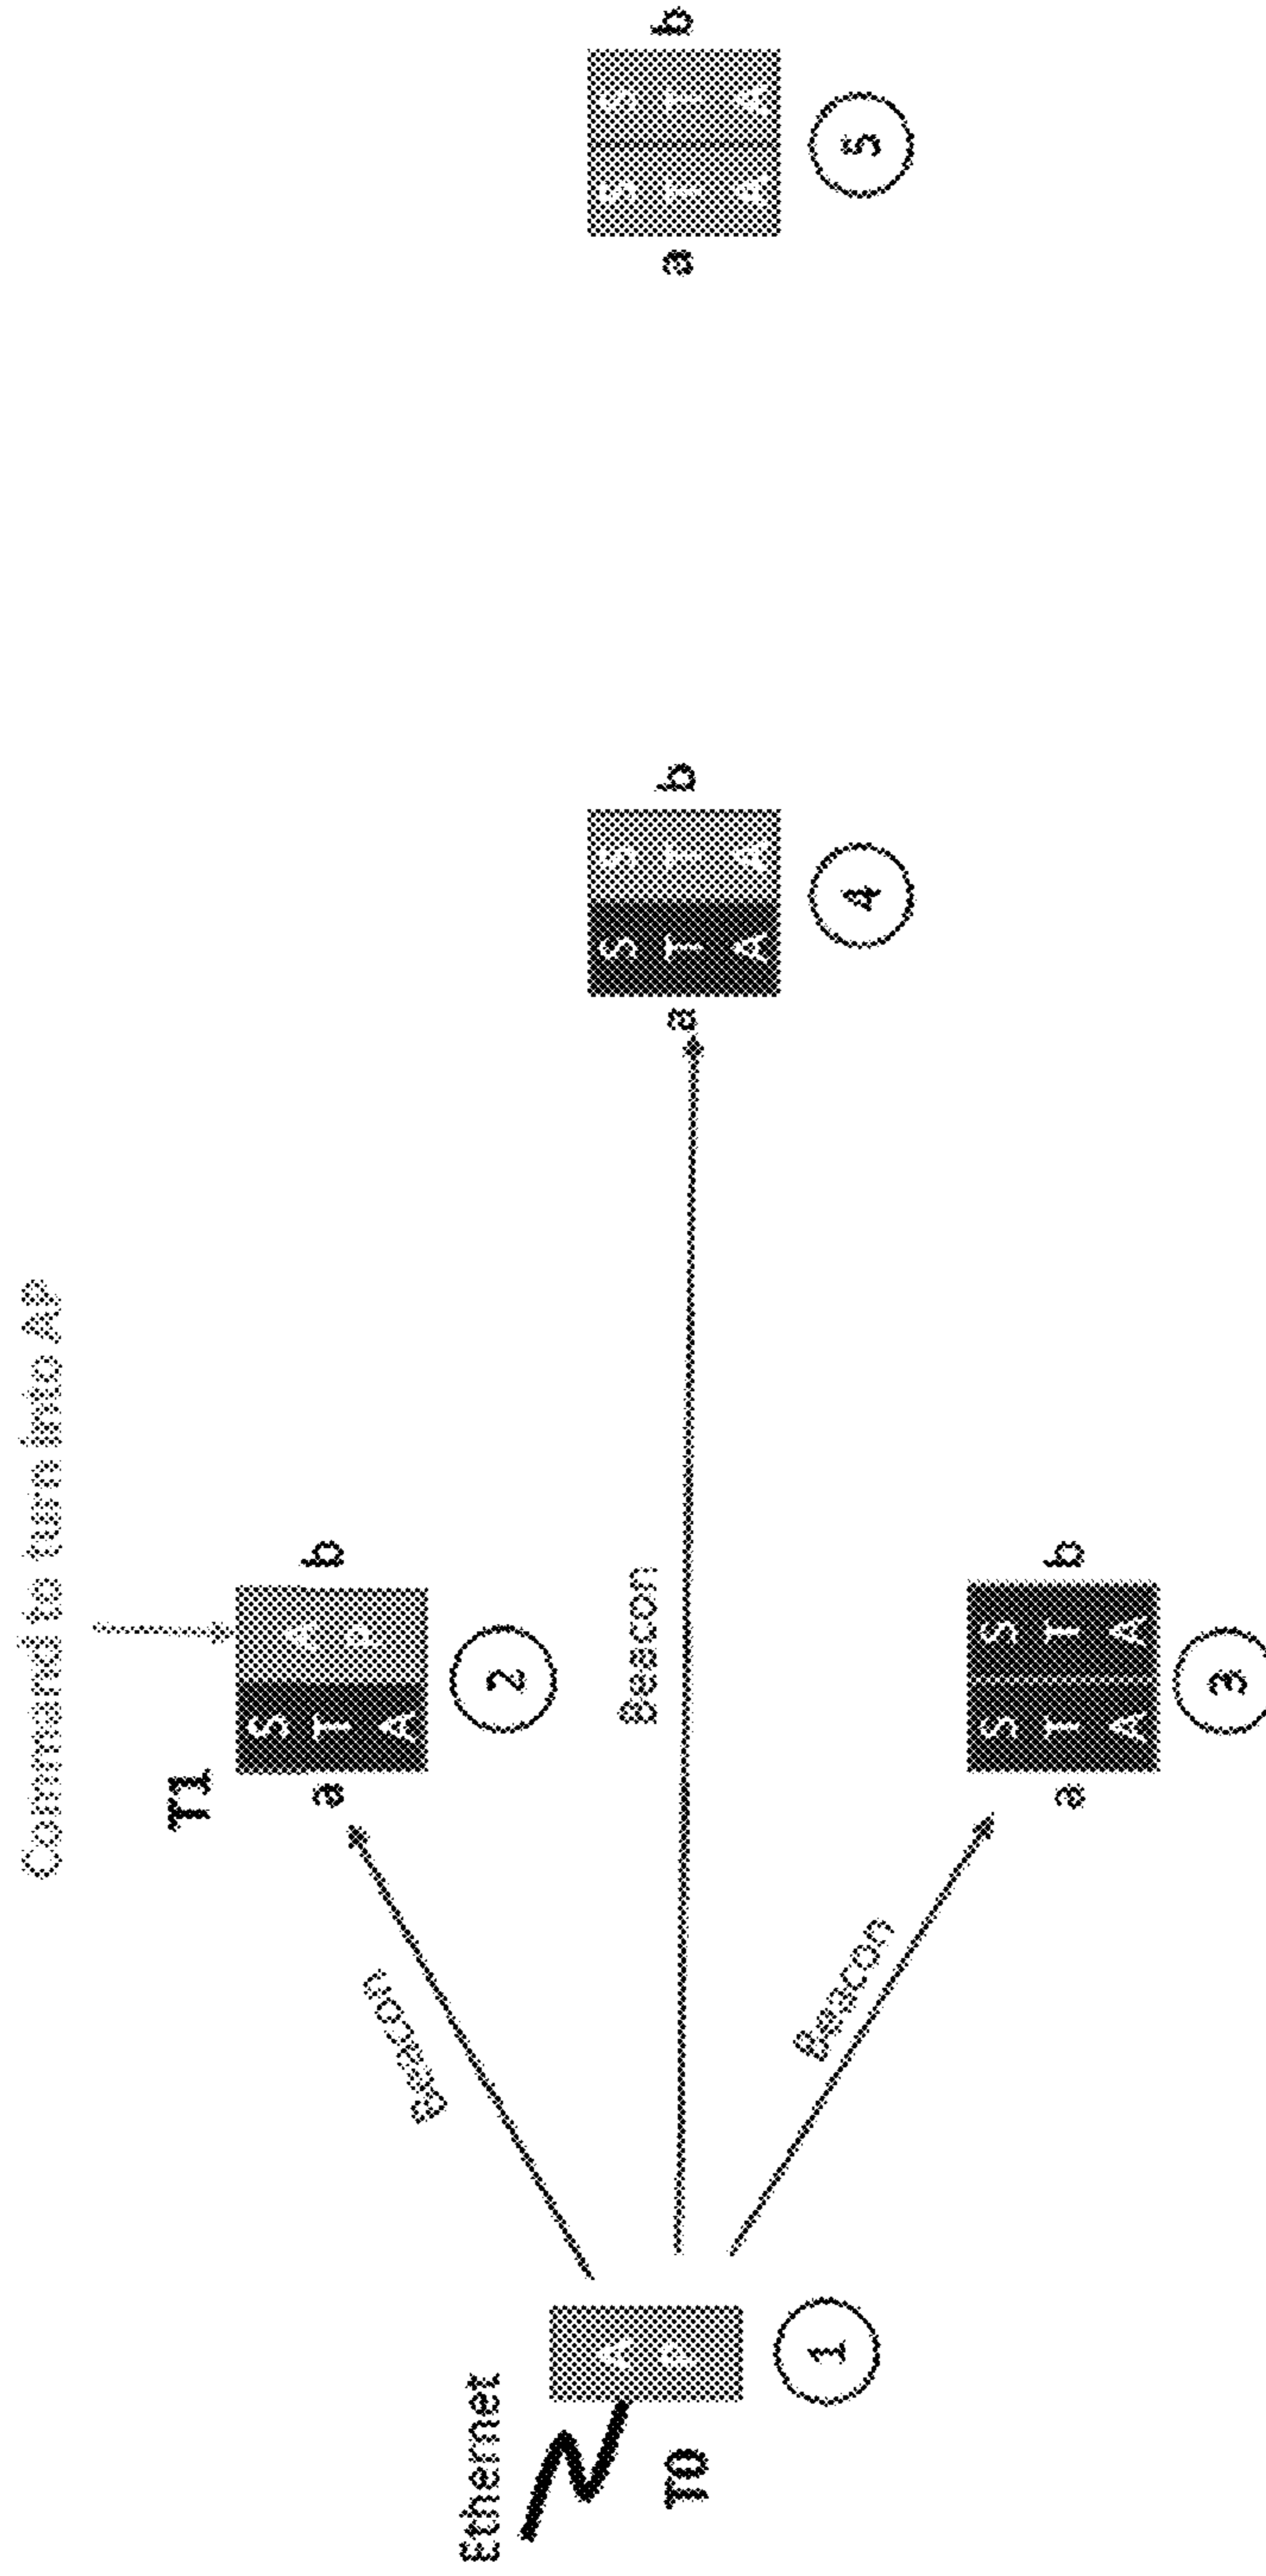 Command to turn into AP
T1
a
S T A
A P
b
2
Ethernet
T0
A P
1
Beacon
Beacon
Beacon
a
S T A
S T A
b
4
a
S T A
S T A
b
5
a
S T A
S T A
b
3